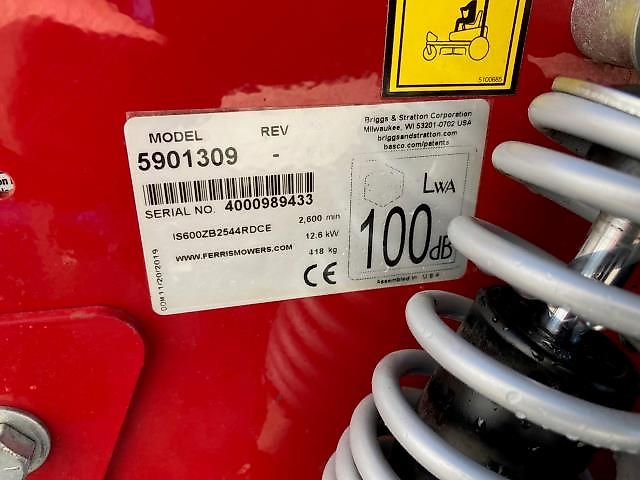 5100685
MODEL REV
5901309 -
Briggs & Stratton Corporation
Milwaukee, WI 53201-0702 USA
briggsandstratton.com
basco.com/patents
SERIAL NO. 4000989433
IS600ZB2544RDCE
WWW.FERRISMOWERS.COM
2,600 min
12.6 kW
418 kg
CE
LWA
100dB
Assembled in U.S.A
DOM 11/20/2019